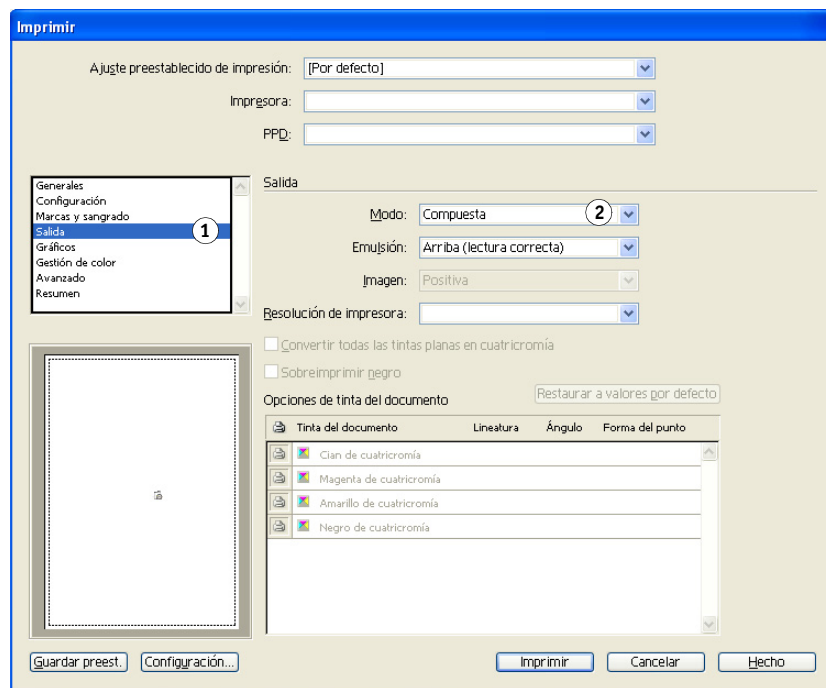 Imprimir
Ajuste preestablecido de impresión: [Por defecto]
Impresora:
PPD:
Generales
Configuración
Marcas y sangrado
Salida 1
Gráficos
Gestión de color
Avanzado
Resumen
Salida
Modo: Compuesta 2
Emulsión: Arriba (lectura correcta)
Imagen: Positiva
Resolución de impresora:
Convertir todas las tintas planas en cuatricromía
Sobreimprimir negro
Opciones de tinta del documento Restaurar a valores por defecto
Tinta del documento Lineatura Ángulo Forma del punto
Cian de cuatricromía
Magenta de cuatricromía
Amarillo de cuatricromía
Negro de cuatricromía
Guardar preest. Configuración... Imprimir Cancelar Hecho